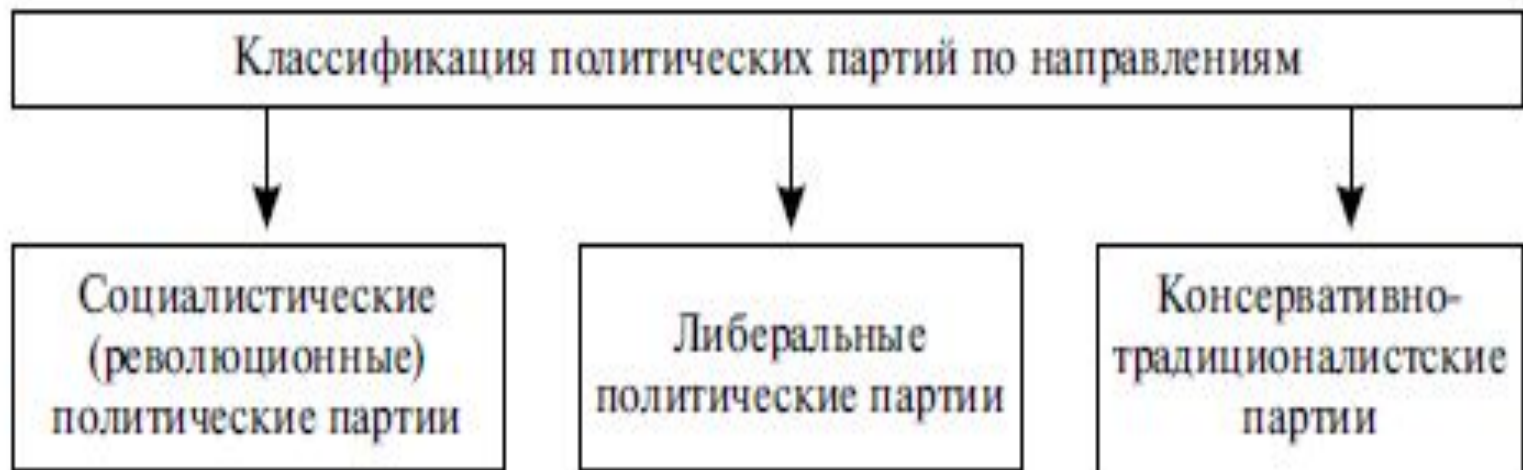 Классификация политических партий по направлениям
Социалистические
(революционные)
политические партии
Либеральные
политические партии
Консервативно-
традиционалистские
партии